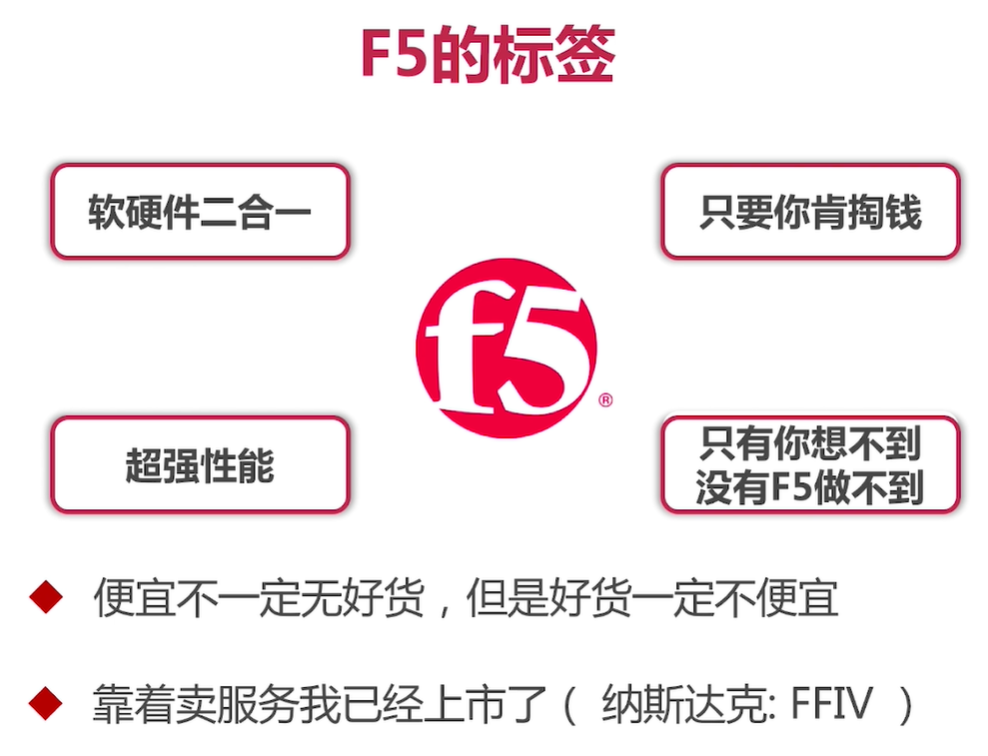 F5的标签
软硬件二合一
只要你肯掏钱
f5
®
超强性能
只有你想不到
没有F5做不到
便宜不一定无好货，但是好货一定不便宜
靠着卖服务我已经上市了（ 纳斯达克: FFIV ）